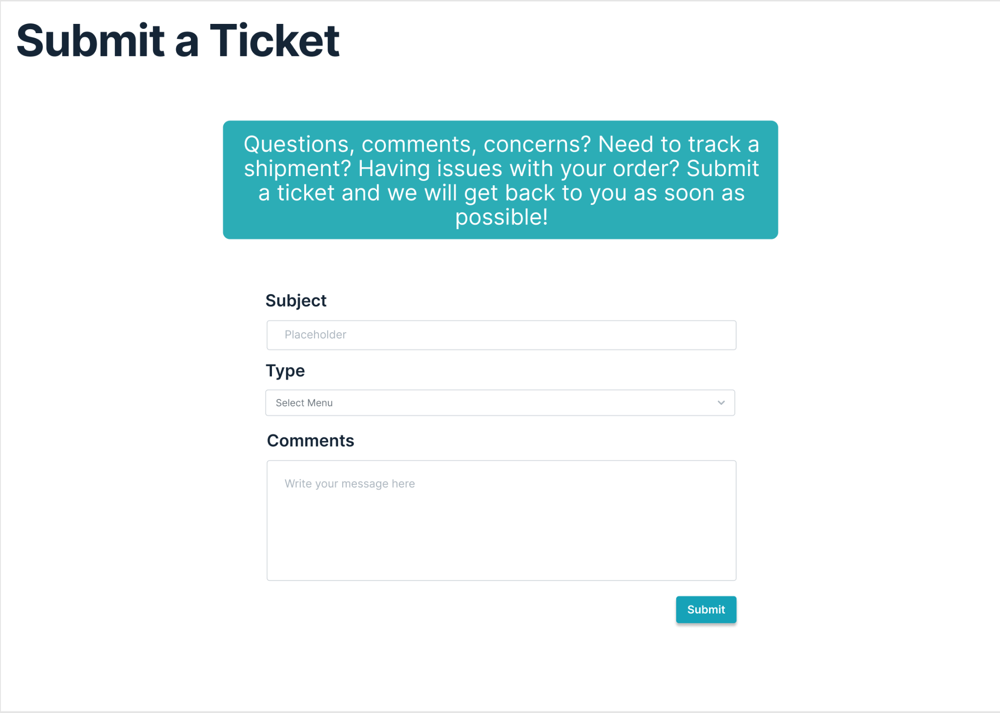 Submit a Ticket
Questions, comments, concerns? Need to track a
shipment? Having issues with your order? Submit
a ticket and we will get back to you as soon as
possible!
Subject
Placeholder
Type
Select Menu
Comments
Write your message here
Submit